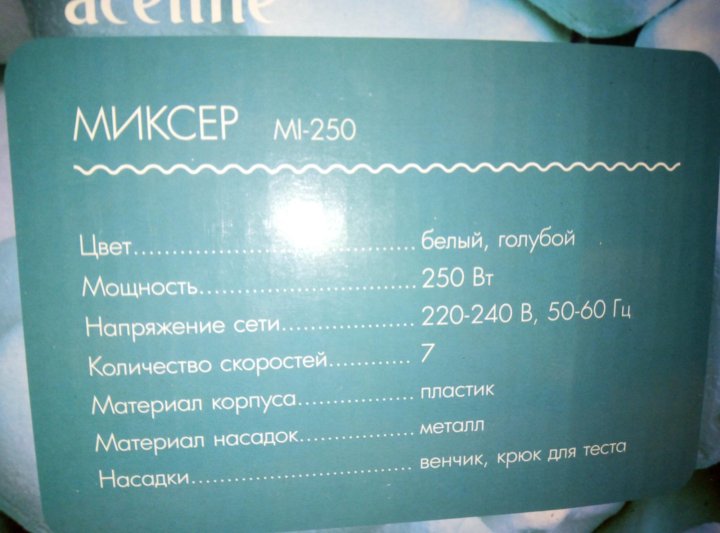 aceline
МИКСЕР MI-250
Цвет.................................... белый, голубой
Мощность............................ 250 Вт
Напряжение сети................. 220-240 В, 50-60 Гц
Количество скоростей........... 7
Материал корпуса............... пластик
Материал насадок............... металл
Насадки............................. венчик, крюк для теста